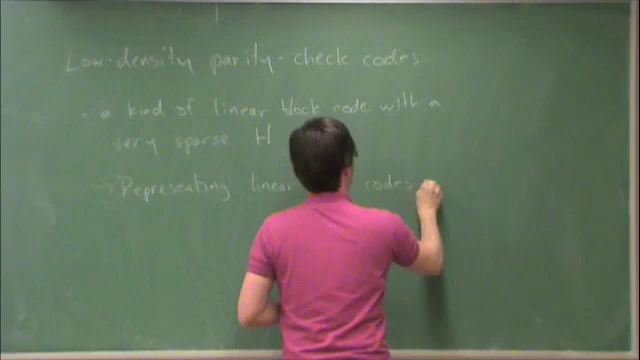 Low-density parity-check codes
- a kind of linear block code with a
very sparse H
→ Representing linear codes